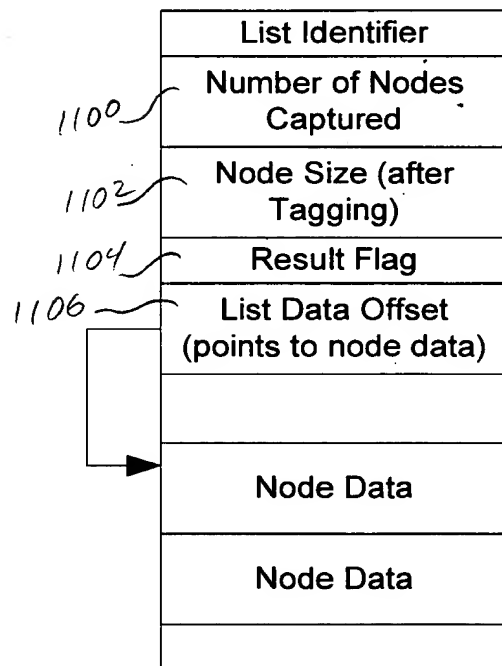 List Identifier
1100
Number of Nodes
Captured
1102
Node Size (after
Tagging)
1104
Result Flag
1106
List Data Offset
(points to node data)
Node Data
Node Data